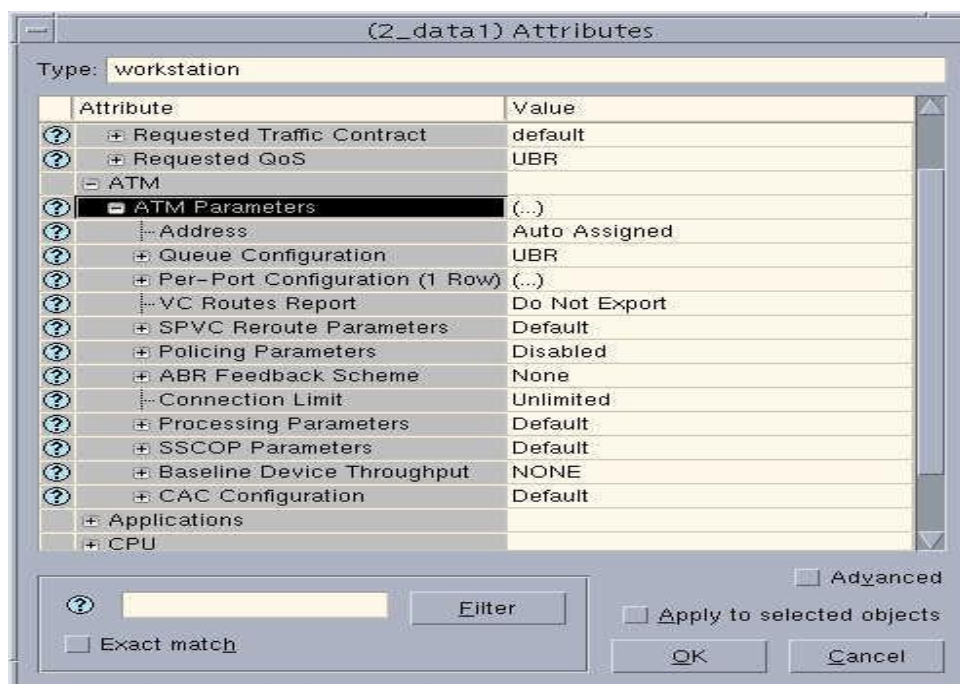 (2_data1) Attributes
Type: workstation
Attribute Value
? Requested Traffic Contract default
? Requested QoS UBR
ATM
? ATM Parameters (...)
? Address Auto Assigned
? Queue Configuration UBR
? Per-Port Configuration (1 Row) (...)
? VC Routes Report Do Not Export
? SPVC Reroute Parameters Default
? Policing Parameters Disabled
? ABR Feedback Scheme None
? Connection Limit Unlimited
? Processing Parameters Default
? SSCOP Parameters Default
? Baseline Device Throughput NONE
? CAC Configuration Default
Applications
CPU
Advanced
? Filter
Apply to selected objects
Exact match
OK Cancel